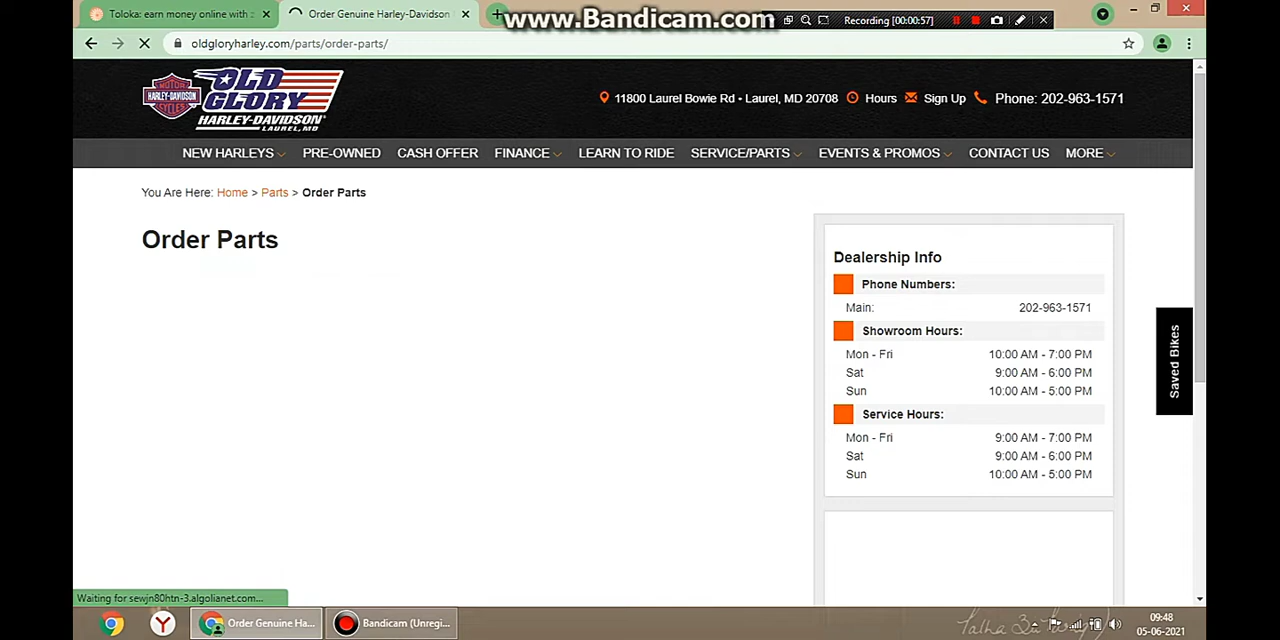 www.Bandicam.com
Toloka: earn money online with
Order Genuine Harley-Davidson
Recording [00:00:57]
oldgloryharley.com/parts/order-parts/
MOTOR
HARLEY-DAVIDSON
CYCLES
OLD GLORY
HARLEY-DAVIDSON
LAUREL, MD
11800 Laurel Bowie Rd • Laurel, MD 20708
Hours
Sign Up
Phone: 202-963-1571
NEW HARLEYS
PRE-OWNED
CASH OFFER
FINANCE
LEARN TO RIDE
SERVICE/PARTS
EVENTS & PROMOS
CONTACT US
MORE
You Are Here: Home > Parts > Order Parts
Order Parts
Dealership Info
Phone Numbers:
Main: 202-963-1571
Showroom Hours:
Mon - Fri 10:00 AM - 7:00 PM
Sat 9:00 AM - 6:00 PM
Sun 10:00 AM - 5:00 PM
Service Hours:
Mon - Fri 9:00 AM - 7:00 PM
Sat 9:00 AM - 6:00 PM
Sun 10:00 AM - 5:00 PM
Saved Bikes
Waiting for sewjn80htn-3.algolianet.com...
Order Genuine Ha...
Bandicam (Unregi...
09:48
05-06-2021